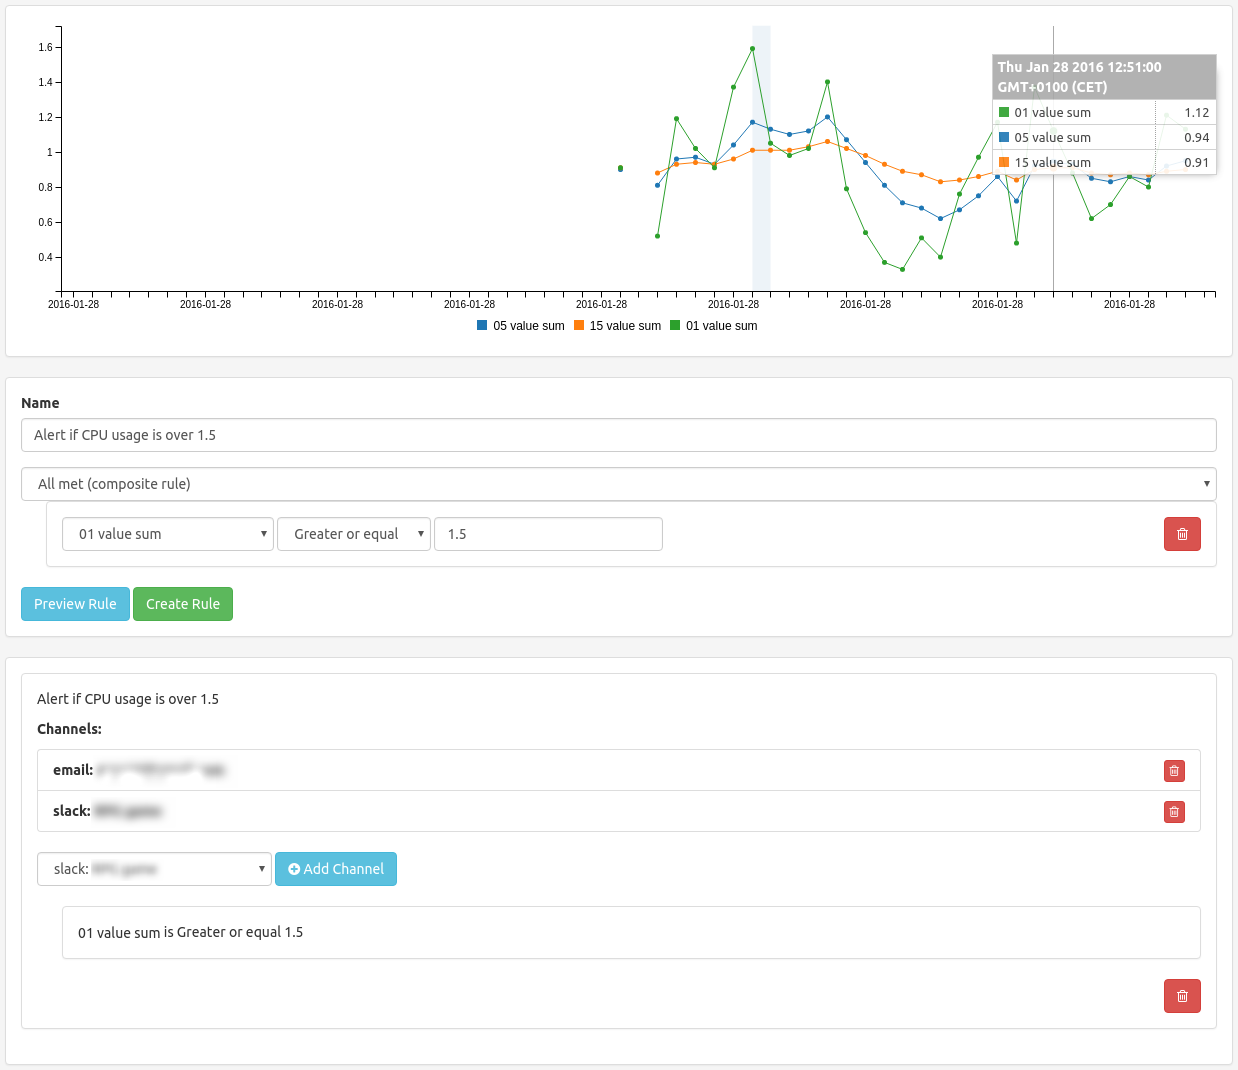 1.6
1.4
1.2
1
0.8
0.6
0.4
2016-01-28 2016-01-28 2016-01-28 2016-01-28 2016-01-28 2016-01-28 2016-01-28 2016-01-28 2016-01-28
05 value sum 15 value sum 01 value sum
Thu Jan 28 2016 12:51:00
GMT+0100 (CET)
01 value sum 1.12
05 value sum 0.94
15 value sum 0.91
Name
Alert if CPU usage is over 1.5
All met (composite rule)
01 value sum Greater or equal 1.5
Preview Rule Create Rule
Alert if CPU usage is over 1.5
Channels:
email:
slack:
slack: Add Channel
01 value sum is Greater or equal 1.5